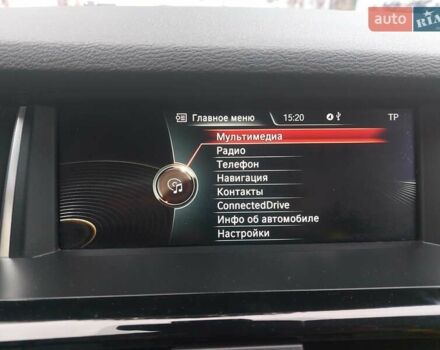 auto RIA
Главное меню 15:20 TP
Мультимедиа
Радио
Телефон
Навигация
Контакты
ConnectedDrive
Инфо об автомобиле
Настройки